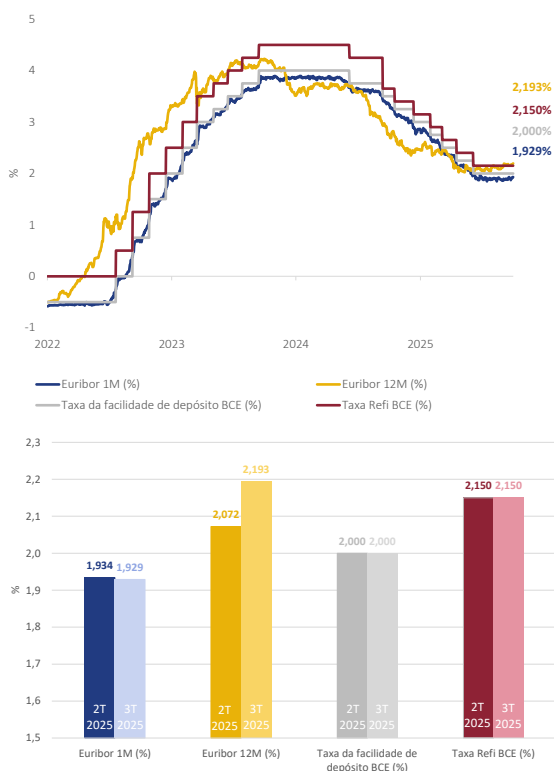 5
4
3
2
1
0
-1
%
2022
2023
2024
2025
2,193%
2,150%
2,000%
1,929%
Euribor 1M (%)
Euribor 12M (%)
Taxa da facilidade de depósito BCE (%)
Taxa Refi BCE (%)
2,3
2,2
2,1
2,0
1,9
1,8
1,7
1,6
1,5
%
1,934
1,929
2,072
2,193
2,000
2,000
2,150
2,150
2T
2025
3T
2025
2T
2025
3T
2025
2T
2025
3T
2025
2T
2025
3T
2025
Euribor 1M (%)
Euribor 12M (%)
Taxa da facilidade de
depósito BCE (%)
Taxa Refi BCE (%)